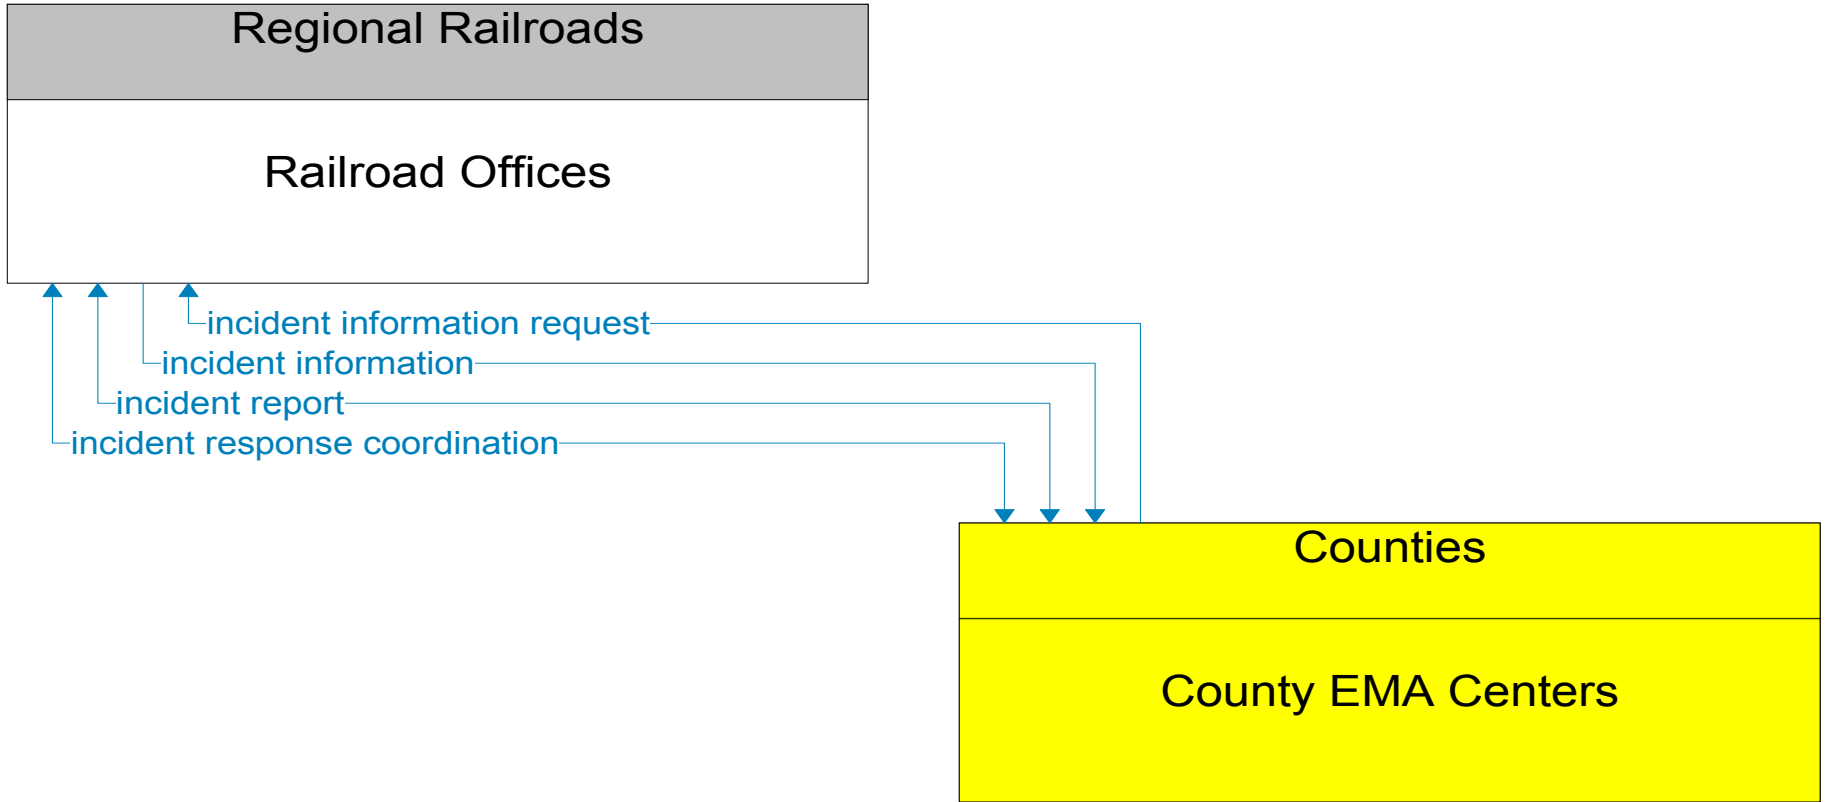 Regional Railroads
Railroad Offices
incident information request
incident information
incident report
incident response coordination
Counties
County EMA Centers